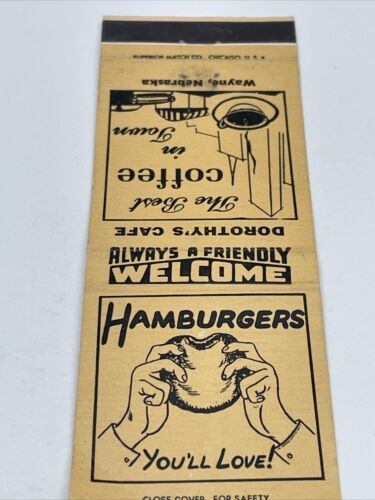 SUPERIOR MATCH CO., CHICAGO, U.S.A.
Wayne, Nebraska
The Best
coffee
in
Town
DOROTHY'S CAFE
ALWAYS A FRIENDLY
WELCOME
HAMBURGERS
YOU'LL LOVE!
CLOSE COVER FOR SAFETY